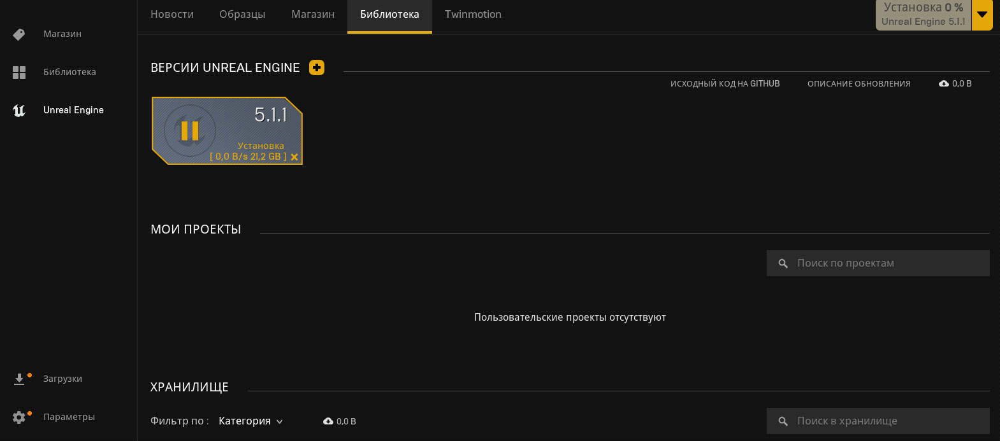 Новости
Образцы
Магазин
Библиотека
Twinmotion
Установка 0 %
Unreal Engine 5.1.1
Магазин
Библиотека
Unreal Engine
ВЕРСИИ UNREAL ENGINE
ИСХОДНЫЙ КОД НА GITHUB
ОПИСАНИЕ ОБНОВЛЕНИЯ
0,0 B
5.1.1
Установка
[ 0,0 B/s 21,2 GB ]
МОИ ПРОЕКТЫ
Поиск по проектам
Пользовательские проекты отсутствуют
Загрузки
Параметры
ХРАНИЛИЩЕ
Фильтр по :
Категория
0,0 B
Поиск в хранилище